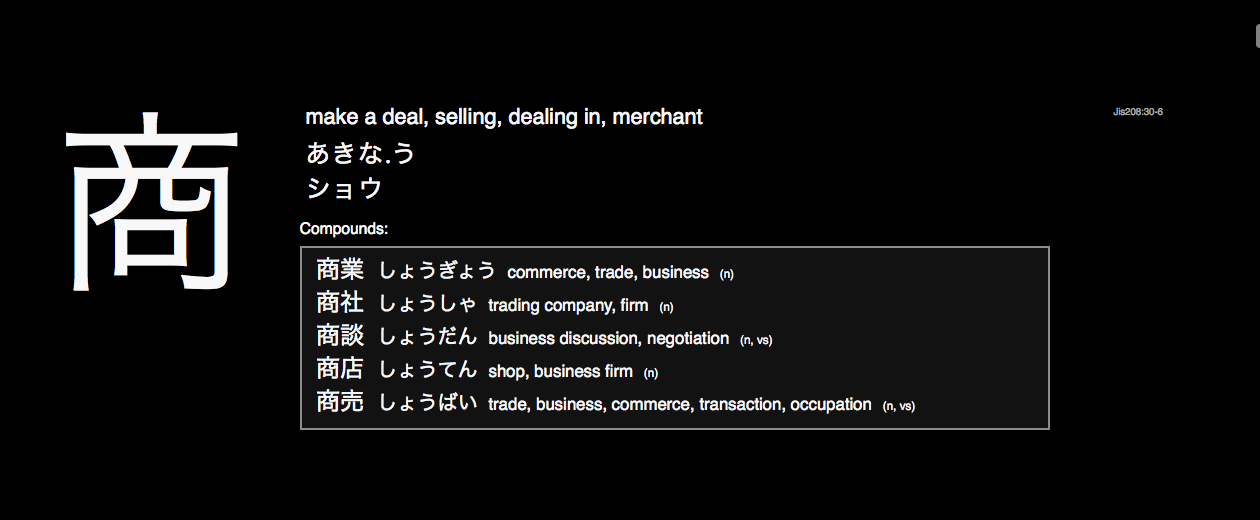 商
make a deal, selling, dealing in, merchant
Jis208:30-6
あきな.う
ショウ
Compounds:
商業 しょうぎょう commerce, trade, business (n)
商社 しょうしゃ trading company, firm (n)
商談 しょうだん business discussion, negotiation (n, vs)
商店 しょうてん shop, business firm (n)
商売 しょうばい trade, business, commerce, transaction, occupation (n, vs)